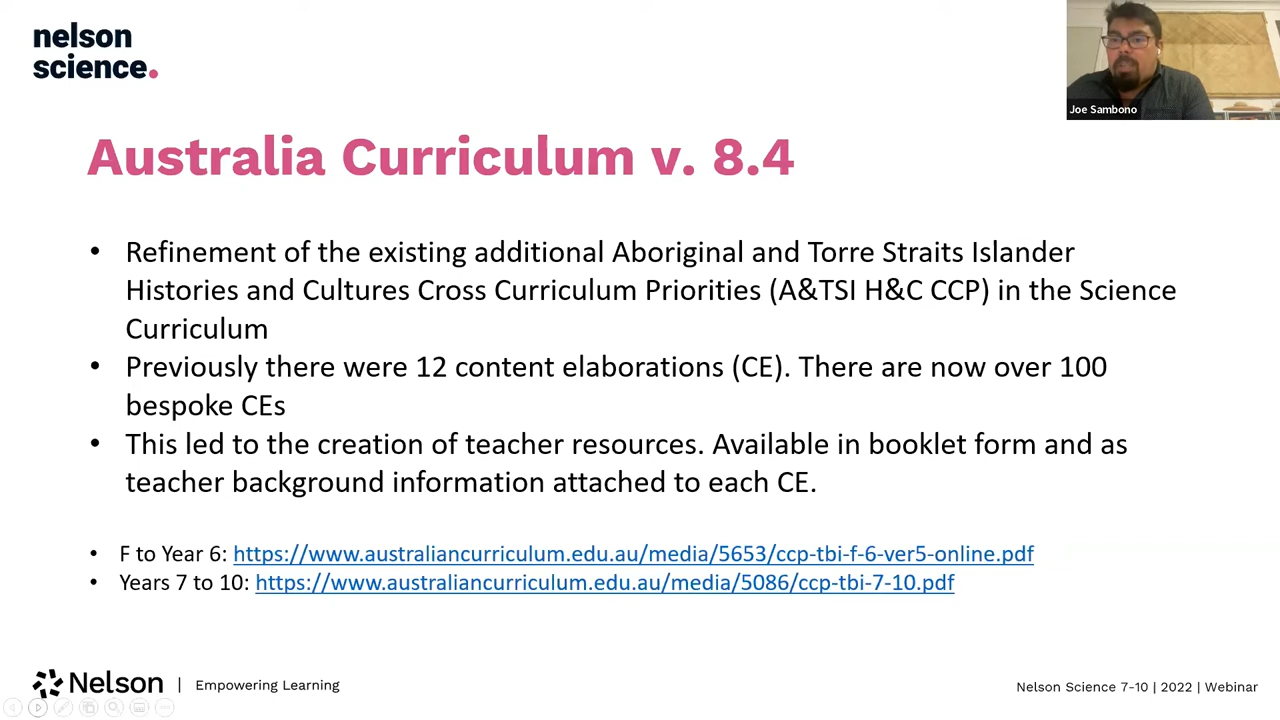 nelson
science.
Joe Sambono
Australia Curriculum v. 8.4
• Refinement of the existing additional Aboriginal and Torre Straits Islander
Histories and Cultures Cross Curriculum Priorities (A&TSI H&C CCP) in the Science
Curriculum
• Previously there were 12 content elaborations (CE). There are now over 100
bespoke CEs
• This led to the creation of teacher resources. Available in booklet form and as
teacher background information attached to each CE.
• F to Year 6: https://www.australiancurriculum.edu.au/media/5653/ccp-tbi-f-6-ver5-online.pdf
• Years 7 to 10: https://www.australiancurriculum.edu.au/media/5086/ccp-tbi-7-10.pdf
Nelson | Empowering Learning
Nelson Science 7-10 | 2022 | Webinar